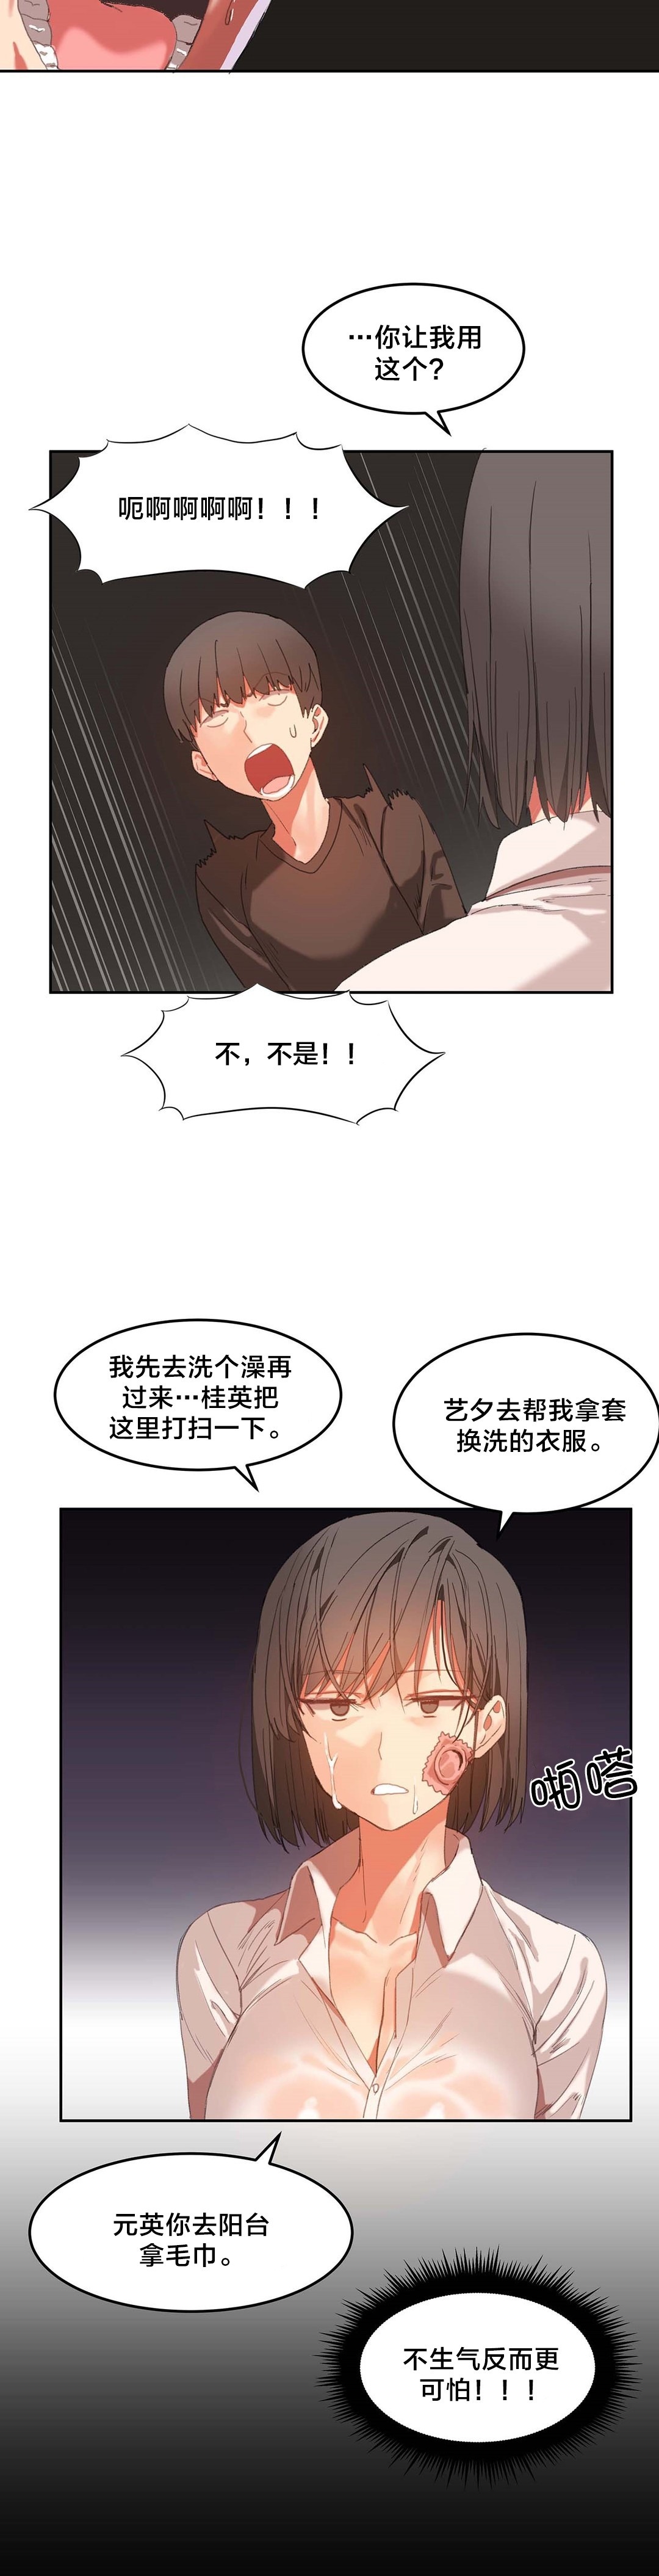 …你让我用
这个？
呃啊啊啊啊！！！
不，不是！！
我先去洗个澡再
过来…桂英把
这里打扫一下。
艺夕去帮我拿套
换洗的衣服。
啪嗒
元英你去阳台
拿毛巾。
不生气反而更
可怕！！！